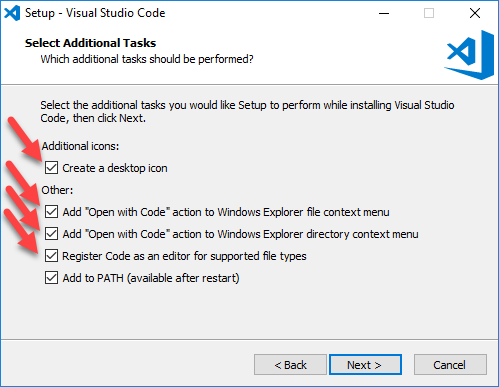 Setup - Visual Studio Code
Select Additional Tasks
Which additional tasks should be performed?
Select the additional tasks you would like Setup to perform while installing Visual Studio
Code, then click Next.
Additional icons:
Create a desktop icon
Other:
Add "Open with Code" action to Windows Explorer file context menu
Add "Open with Code" action to Windows Explorer directory context menu
Register Code as an editor for supported file types
Add to PATH (available after restart)
< Back
Next >
Cancel